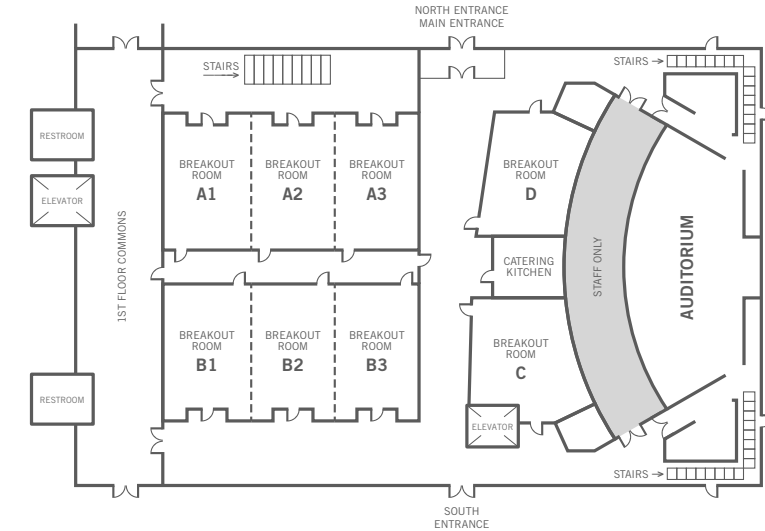 NORTH ENTRANCE
MAIN ENTRANCE
STAIRS
STAIRS
RESTROOM
ELEVATOR
1ST FLOOR COMMONS
BREAKOUT
ROOM
A1
BREAKOUT
ROOM
A2
BREAKOUT
ROOM
A3
BREAKOUT
ROOM
D
CATERING
KITCHEN
STAFF ONLY
AUDITORIUM
BREAKOUT
ROOM
B1
BREAKOUT
ROOM
B2
BREAKOUT
ROOM
B3
BREAKOUT
ROOM
C
RESTROOM
ELEVATOR
STAIRS
SOUTH
ENTRANCE